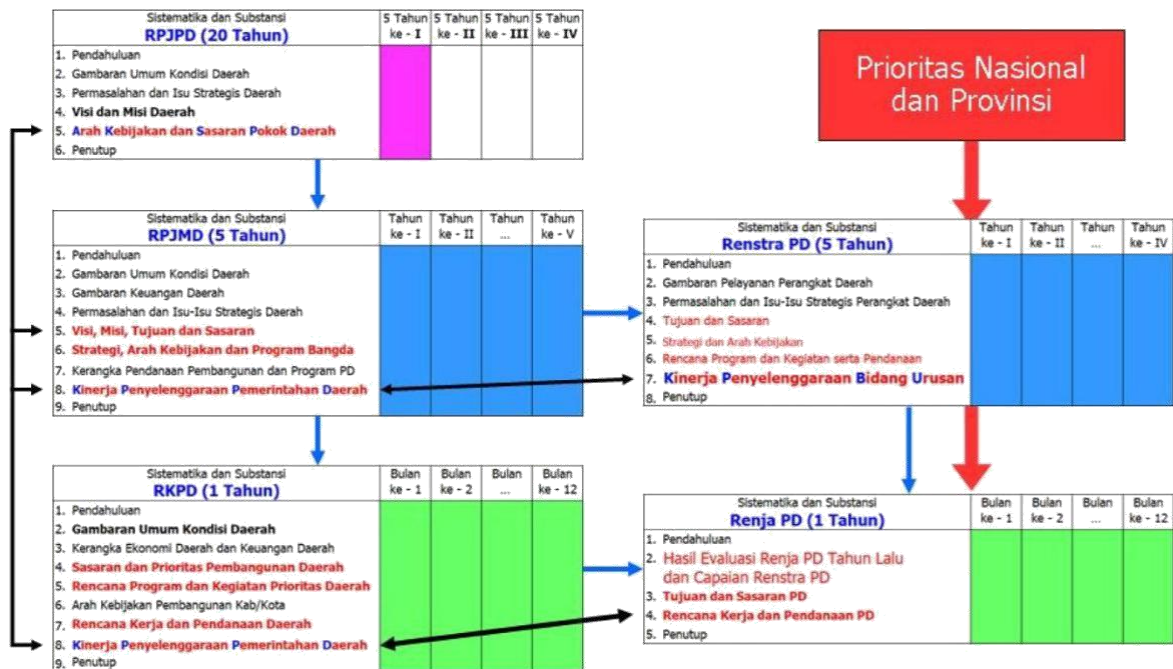 Sistematika dan Substansi
RPJPD (20 Tahun)
5 Tahun ke - I
5 Tahun ke - II
5 Tahun ke - III
5 Tahun ke - IV
1. Pendahuluan
2. Gambaran Umum Kondisi Daerah
3. Permasalahan dan Isu Strategis Daerah
4. Visi dan Misi Daerah
5. Arah Kebijakan dan Sasaran Pokok Daerah
6. Penutup
Prioritas Nasional
dan Provinsi
Sistematika dan Substansi
RPJMD (5 Tahun)
Tahun ke - I
Tahun ke - II
Tahun ...
Tahun ke - V
1. Pendahuluan
2. Gambaran Umum Kondisi Daerah
3. Gambaran Keuangan Daerah
4. Permasalahan dan Isu-Isu Strategis Daerah
5. Visi, Misi, Tujuan dan Sasaran
6. Strategi, Arah Kebijakan dan Program Bangda
7. Kerangka Pendanaan Pembangunan dan Program PD
8. Kinerja Penyelenggaraan Pemerintahan Daerah
9. Penutup
Sistematika dan Substansi
Renstra PD (5 Tahun)
Tahun ke - I
Tahun ke - II
Tahun ...
Tahun ke - IV
1. Pendahuluan
2. Gambaran Pelayanan Perangkat Daerah
3. Permasalahan dan Isu-Isu Strategis Perangkat Daerah
4. Tujuan dan Sasaran
5. Strategi dan Arah Kebijakan
6. Rencana Program dan Kegiatan serta Pendanaan
7. Kinerja Penyelenggaraan Bidang Urusan
8. Penutup
Sistematika dan Substansi
RKPD (1 Tahun)
Bulan ke - 1
Bulan ke - 2
Bulan ...
Bulan ke - 12
1. Pendahuluan
2. Gambaran Umum Kondisi Daerah
3. Kerangka Ekonomi Daerah dan Keuangan Daerah
4. Sasaran dan Prioritas Pembangunan Daerah
5. Rencana Program dan Kegiatan Prioritas Daerah
6. Arah Kebijakan Pembangunan Kab/Kota
7. Rencana Kerja dan Pendanaan Daerah
8. Kinerja Penyelenggaraan Pemerintahan Daerah
9. Penutup
Sistematika dan Substansi
Renja PD (1 Tahun)
Bulan ke - 1
Bulan ke - 2
Bulan ...
Bulan ke - 12
1. Pendahuluan
2. Hasil Evaluasi Renja PD Tahun Lalu
dan Capaian Renstra PD
3. Tujuan dan Sasaran PD
4. Rencana Kerja dan Pendanaan PD
5. Penutup